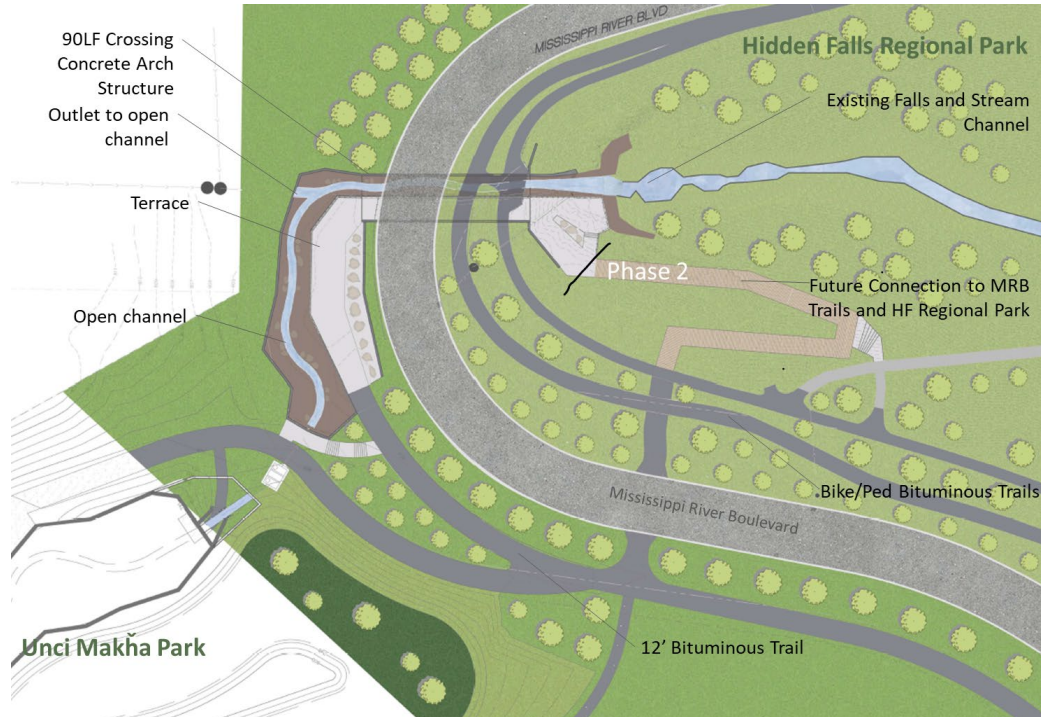 90LF Crossing
Concrete Arch
Structure
Outlet to open
channel
Terrace
Open channel
MISSISSIPPI RIVER BLVD
Hidden Falls Regional Park
Existing Falls and Stream
Channel
Phase 2
Future Connection to MRB
Trails and HF Regional Park
Bike/Ped Bituminous Trails
Mississippi River Boulevard
12’ Bituminous Trail
Unci Makȟa Park